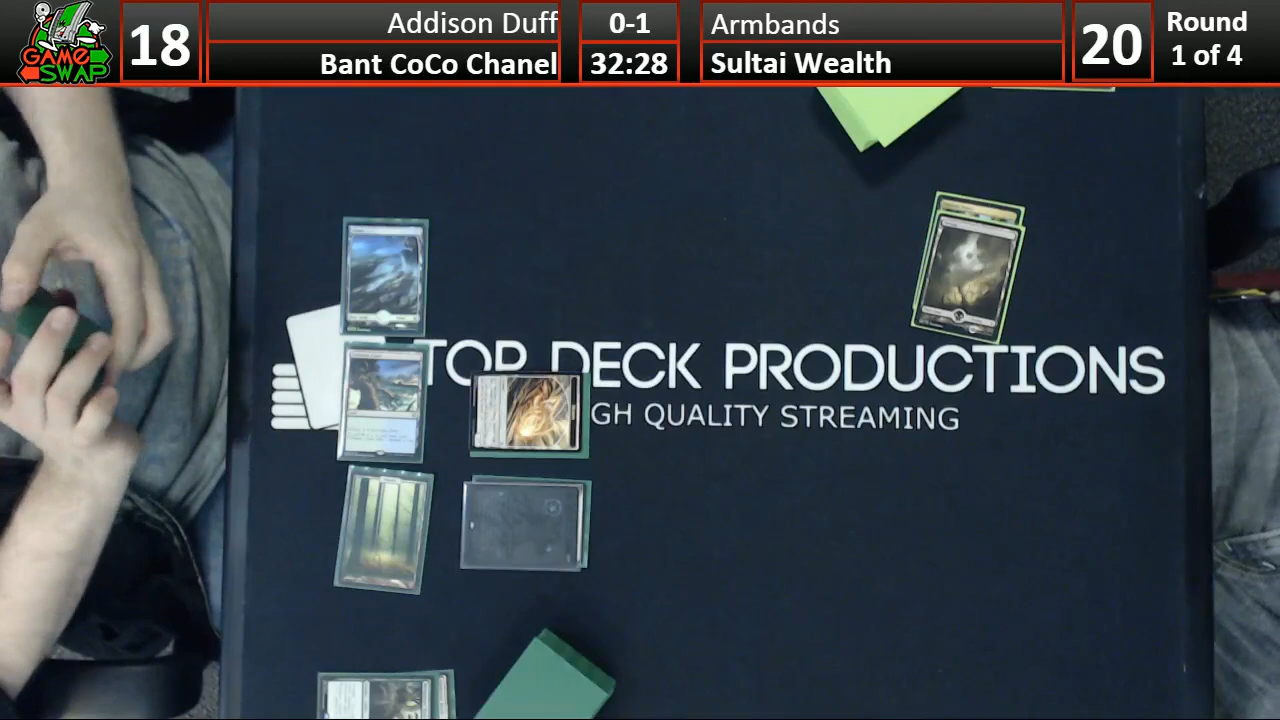 GAME
SWAP
18
Addison Duff
Bant CoCo Chanel
0-1
32:28
Armbands
Sultai Wealth
20
Round
1 of 4
TOP DECK PRODUCTIONS
GH QUALITY STREAMING